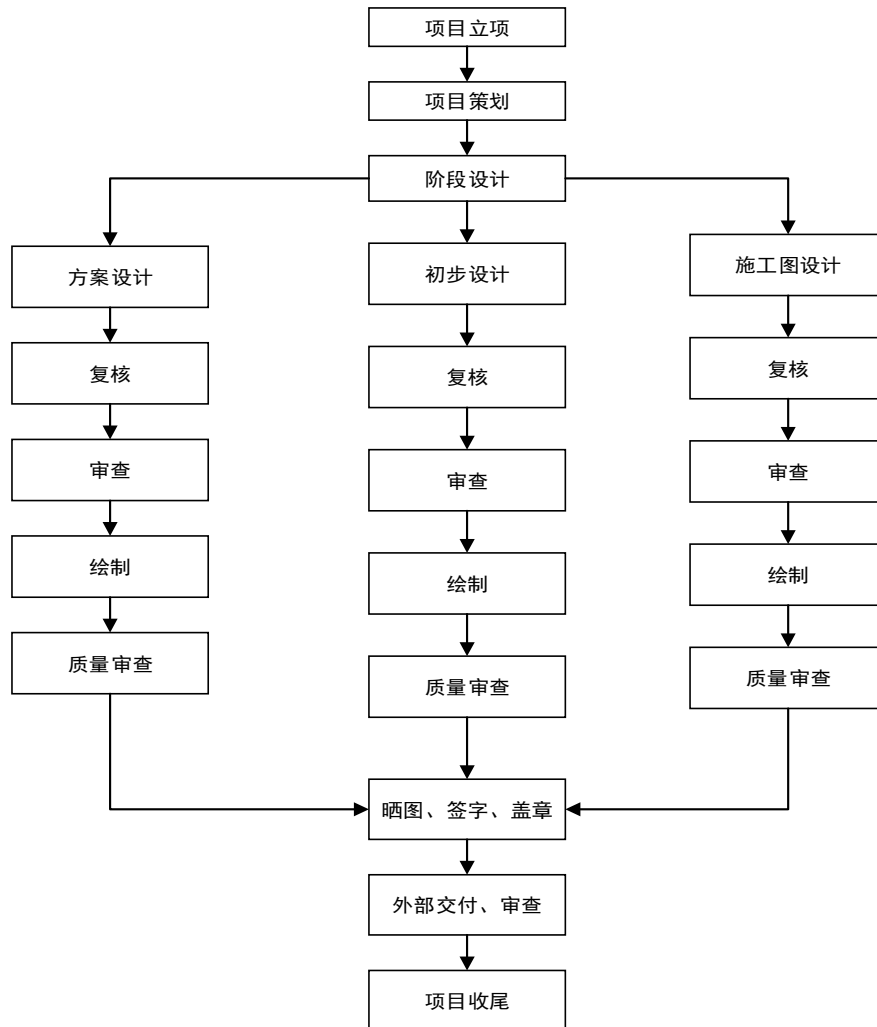 项目立项
项目策划
阶段设计
方案设计
初步设计
施工图设计
复核
复核
复核
审查
审查
审查
绘制
绘制
绘制
质量审查
质量审查
质量审查
晒图、签字、盖章
外部交付、审查
项目收尾